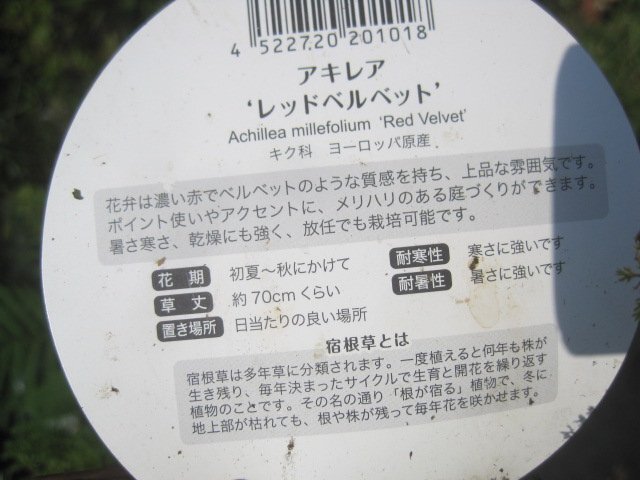 4 522720 201018
アキレア
‘レッドベルベット’
Achillea millefolium ‘Red Velvet’
キク科 ヨーロッパ原産
花弁は濃い赤でベルベットのような質感を持ち、上品な雰囲気です。
ポイント使いやアクセントに、メリハリのある庭づくりができます。
暑さ寒さ、乾燥にも強く、放任でも栽培可能です。
花期 初夏～秋にかけて
草丈 約70cmくらい
置き場所 日当たりの良い場所
耐寒性 寒さに強いです
耐暑性 暑さに強いです
宿根草とは
宿根草は多年草に分類されます。一度植えると何年も株が
生き残り、毎年決まったサイクルで生育と開花を繰り返す
植物のことです。その名の通り「根が宿る」植物で、冬に
地上部が枯れても、根や株が残って毎年花を咲かせます。